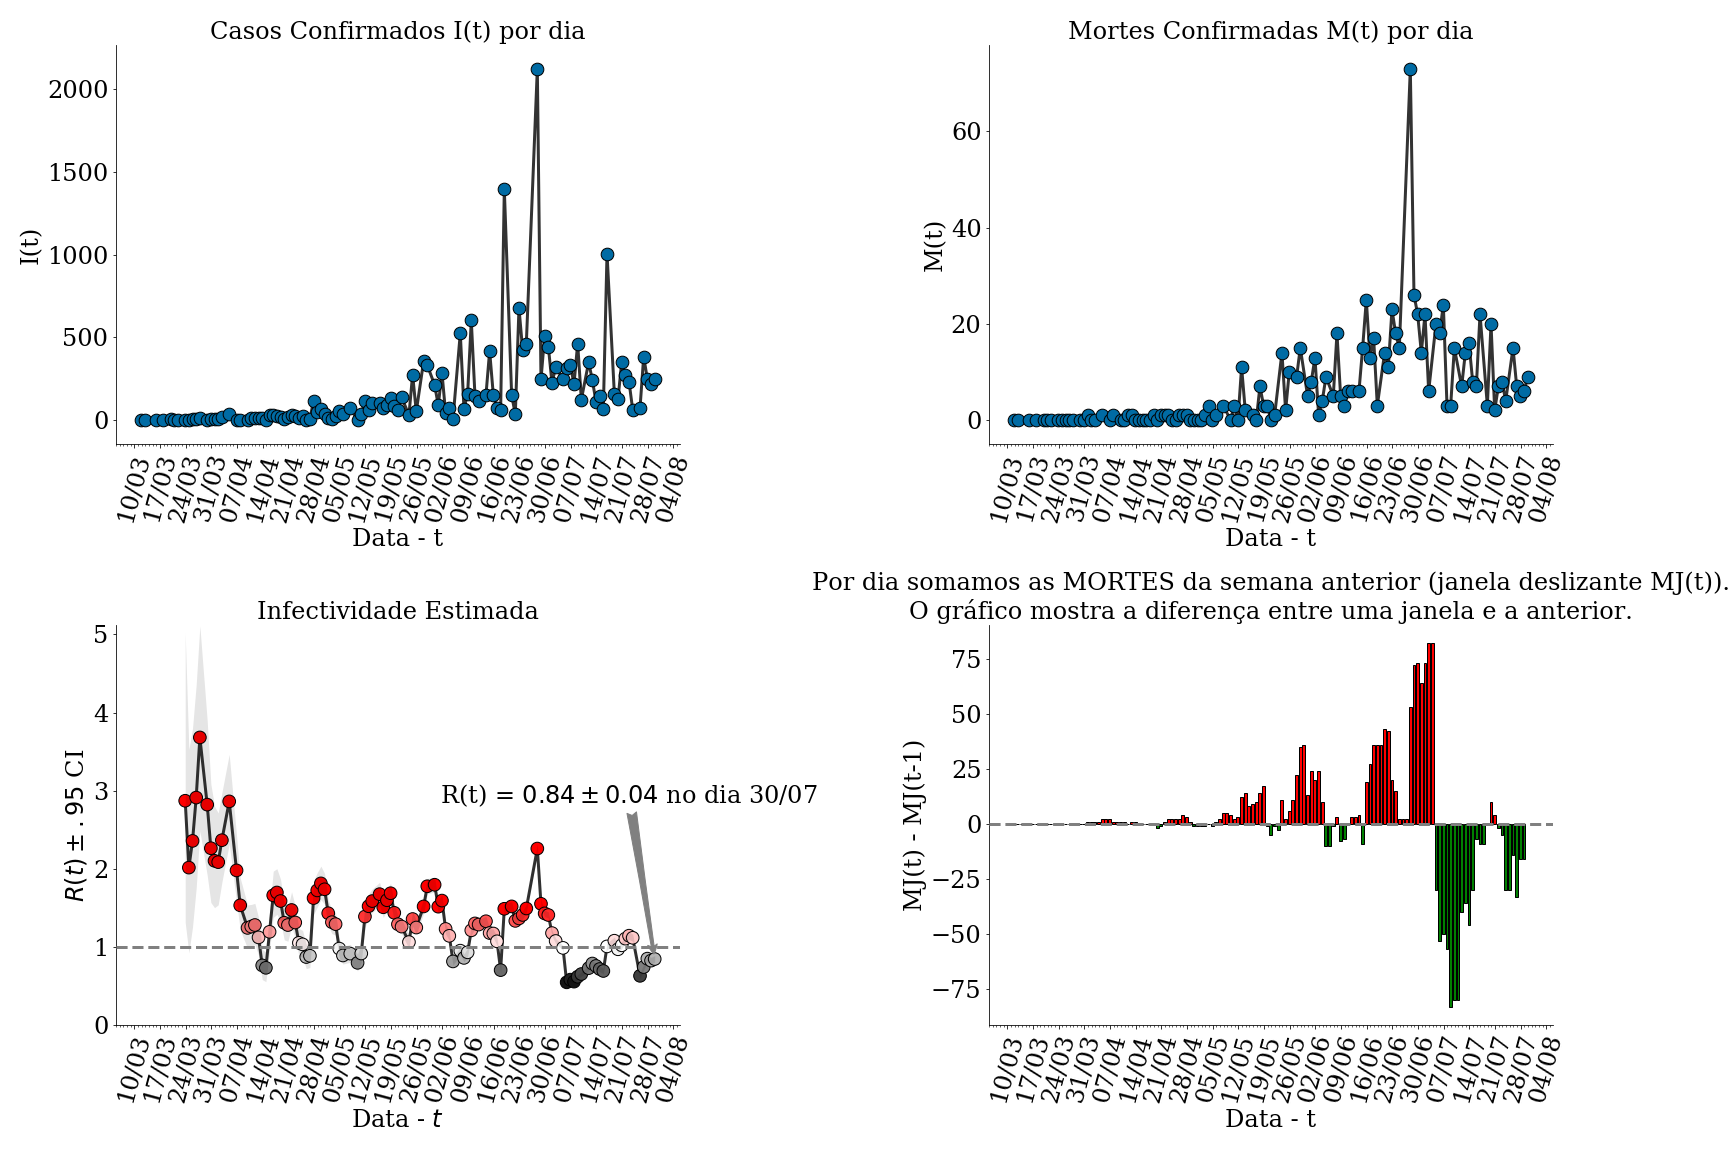 Casos Confirmados I(t) por dia
2000
1500
1000
500
0
I(t)
10/03 17/03 24/03 31/03 07/04 14/04 21/04 28/04 05/05 12/05 19/05 26/05 02/06 09/06 16/06 23/06 30/06 07/07 14/07 21/07 28/07 04/08
Data - t
Mortes Confirmadas M(t) por dia
60
40
20
0
M(t)
10/03 17/03 24/03 31/03 07/04 14/04 21/04 28/04 05/05 12/05 19/05 26/05 02/06 09/06 16/06 23/06 30/06 07/07 14/07 21/07 28/07 04/08
Data - t
Infectividade Estimada
5
4
3
2
1
0
R(t) ± .95 CI
R(t) = 0.84 ± 0.04 no dia 30/07
10/03 17/03 24/03 31/03 07/04 14/04 21/04 28/04 05/05 12/05 19/05 26/05 02/06 09/06 16/06 23/06 30/06 07/07 14/07 21/07 28/07 04/08
Data - t
Por dia somamos as MORTES da semana anterior (janela deslizante MJ(t)).
O gráfico mostra a diferença entre uma janela e a anterior.
75
50
25
0
−25
−50
−75
MJ(t) - MJ(t-1)
10/03 17/03 24/03 31/03 07/04 14/04 21/04 28/04 05/05 12/05 19/05 26/05 02/06 09/06 16/06 23/06 30/06 07/07 14/07 21/07 28/07 04/08
Data - t